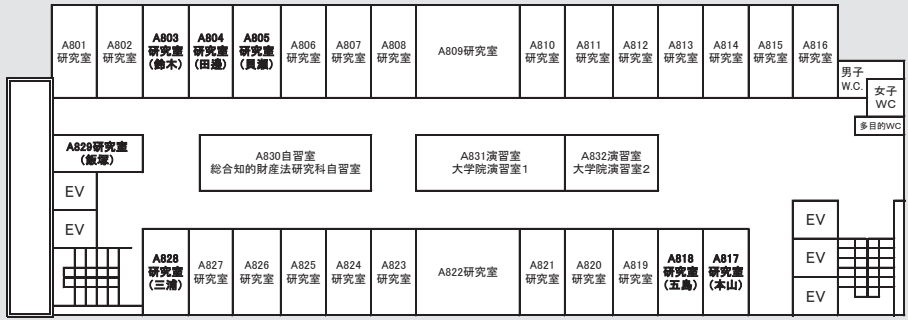 A801
研究室
A802
研究室
A803
研究室
(鈴木)
A804
研究室
(田邊)
A805
研究室
(貝瀬)
A806
研究室
A807
研究室
A808
研究室
A809研究室
A810
研究室
A811
研究室
A812
研究室
A813
研究室
A814
研究室
A815
研究室
A816
研究室
男子
W.C.
女子
WC
多目的WC
A829研究室
(飯塚)
A830自習室
総合知的財産法研究科自習室
A831演習室
大学院演習室1
A832演習室
大学院演習室2
EV
EV
A828
研究室
(三浦)
A827
研究室
A826
研究室
A825
研究室
A824
研究室
A823
研究室
A822研究室
A821
研究室
A820
研究室
A819
研究室
A818
研究室
(五島)
A817
研究室
(本山)
EV
EV
EV